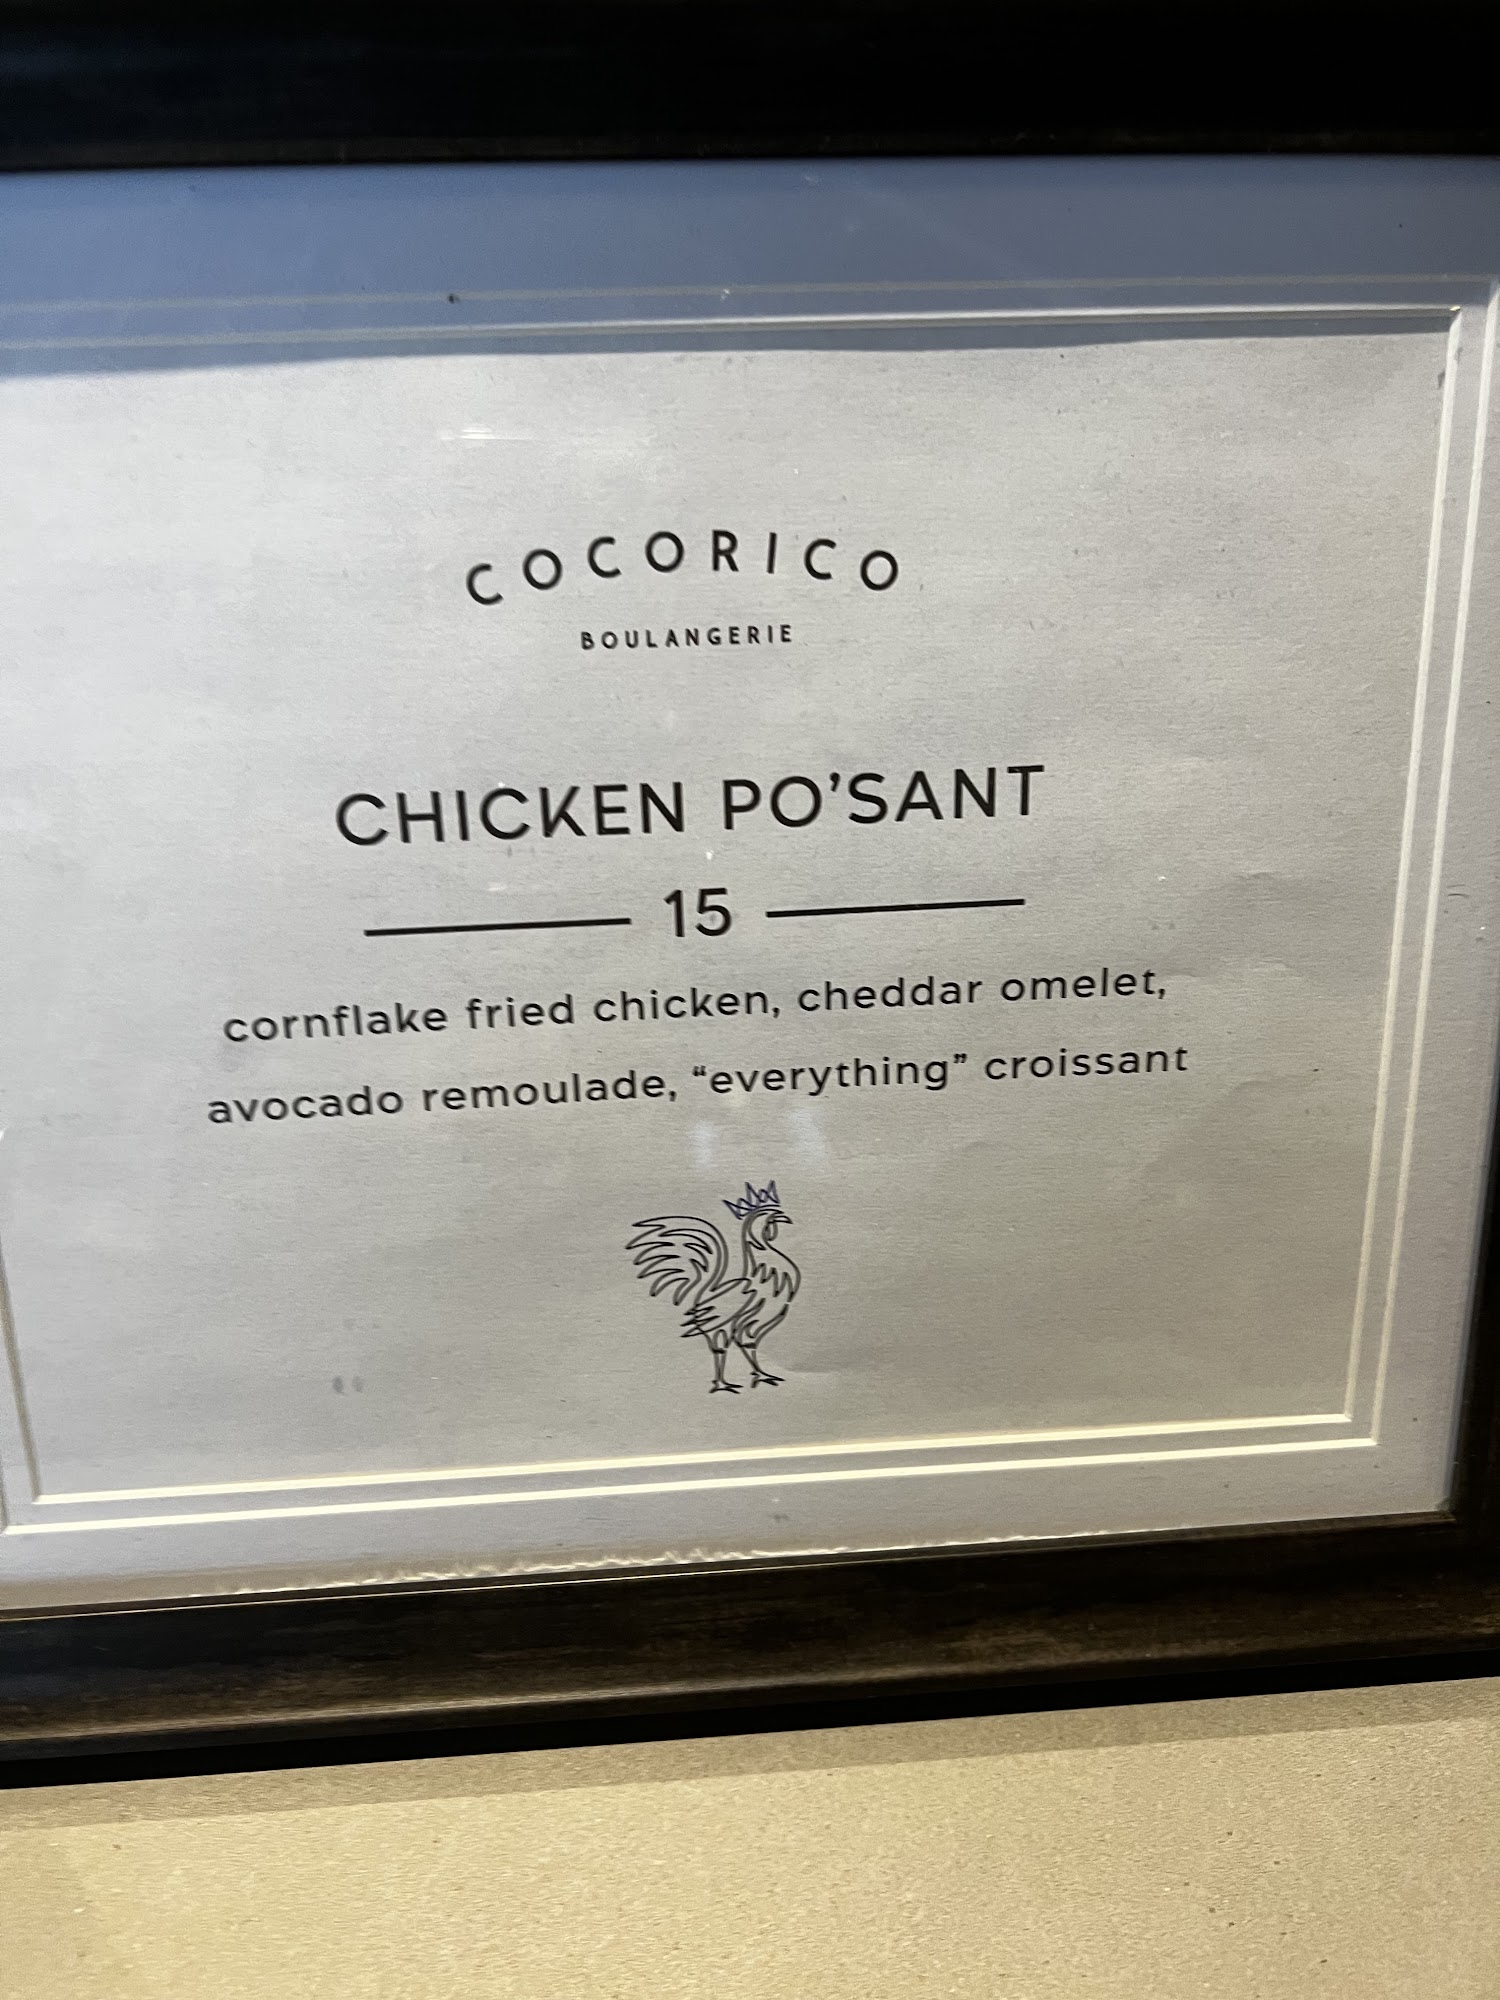 COCORICO
BOULANGERIE
CHICKEN PO’SANT
15
cornflake fried chicken, cheddar omelet,
avocado remoulade, “everything” croissant